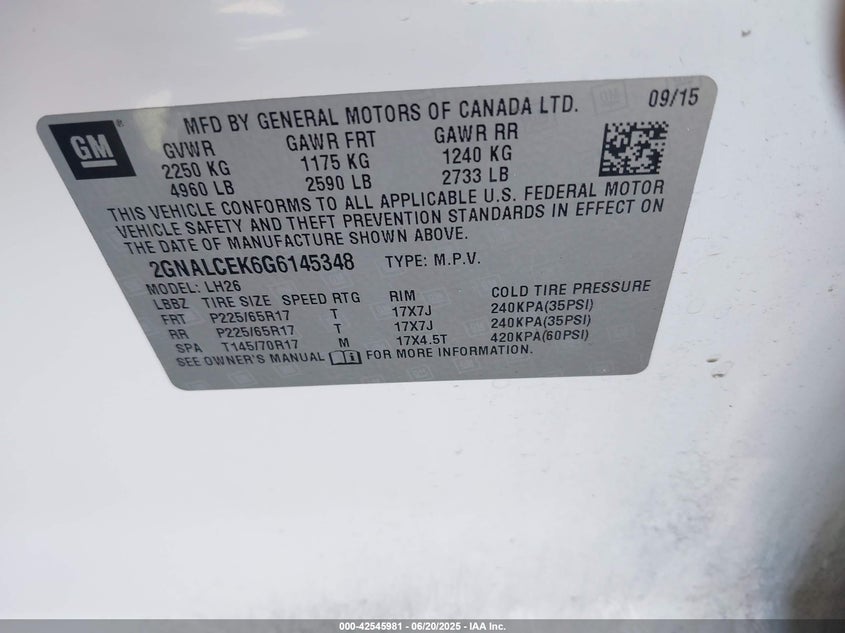 GM ® MFD BY GENERAL MOTORS OF CANADA LTD. 09/15
GVWR GAWR FRT GAWR RR
2250 KG 1175 KG 1240 KG
4960 LB 2590 LB 2733 LB
THIS VEHICLE CONFORMS TO ALL APPLICABLE U.S. FEDERAL MOTOR
VEHICLE SAFETY AND THEFT PREVENTION STANDARDS IN EFFECT ON
THE DATE OF MANUFACTURE SHOWN ABOVE.
2GNALCEK6G6145348 TYPE: M.P.V.
MODEL: LH26
LBBZ TIRE SIZE SPEED RTG RIM COLD TIRE PRESSURE
FRT P225/65R17 T 17X7J 240KPA(35PSI)
RR P225/65R17 T 17X7J 240KPA(35PSI)
SPA T145/70R17 M 17X4.5T 420KPA(60PSI)
SEE OWNER'S MANUAL FOR MORE INFORMATION.
000-42545981 - 06/20/2025 - IAA Inc.